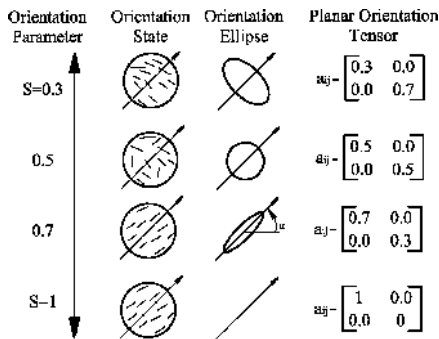 Orientation Parameter Orientation State Orientation Ellipse Planar Orientation Tensor
S=0.3 aij= [0.3 0.0
0.0 0.7]
0.5 aij= [0.5 0.0
0.0 0.5]
0.7 α aij= [0.7 0.0
0.0 0.3]
S=1 aij= [1 0.0
0.0 0]